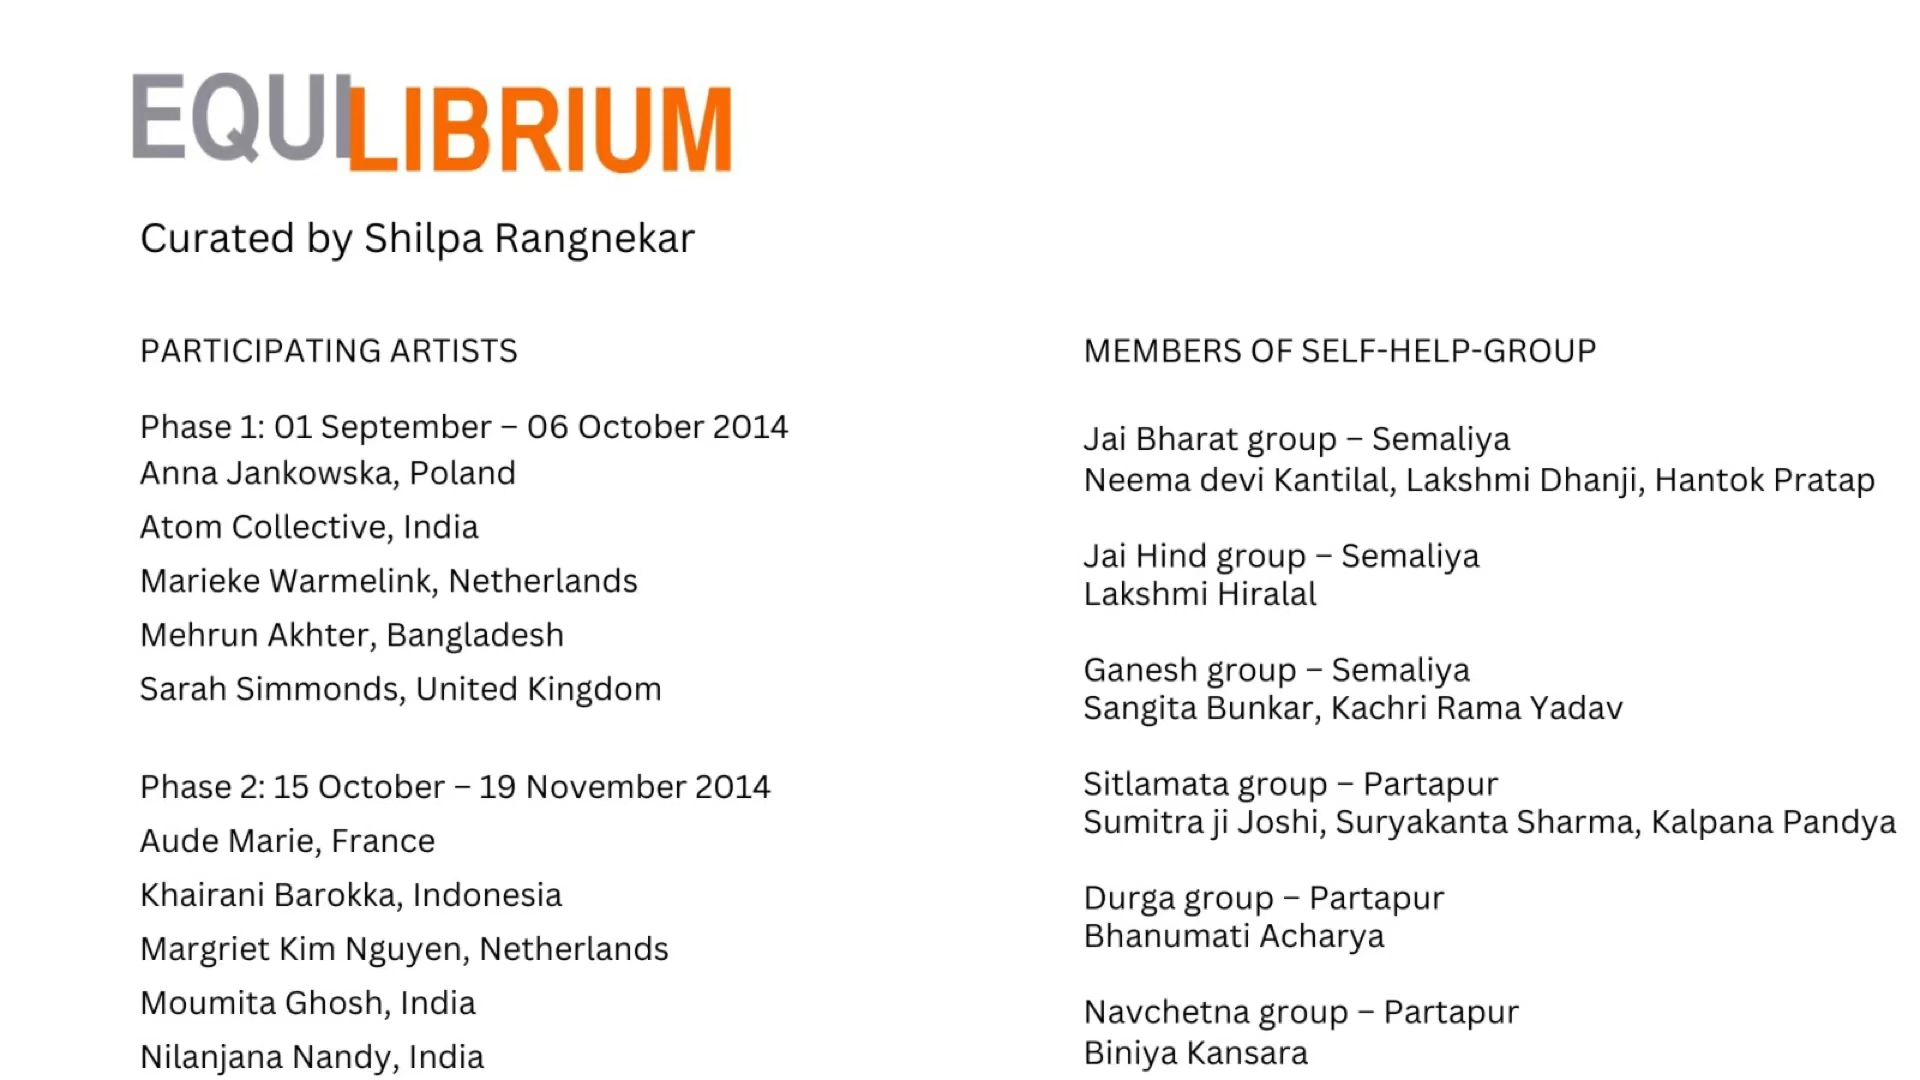 EQUILIBRIUM
Curated by Shilpa Rangnekar
PARTICIPATING ARTISTS
Phase 1: 01 September – 06 October 2014
Anna Jankowska, Poland
Atom Collective, India
Marieke Warmelink, Netherlands
Mehrun Akhter, Bangladesh
Sarah Simmonds, United Kingdom
Phase 2: 15 October – 19 November 2014
Aude Marie, France
Khairani Barokka, Indonesia
Margriet Kim Nguyen, Netherlands
Moumita Ghosh, India
Nilanjana Nandy, India
MEMBERS OF SELF-HELP-GROUP
Jai Bharat group – Semaliya
Neema devi Kantilal, Lakshmi Dhanji, Hantok Pratap
Jai Hind group – Semaliya
Lakshmi Hiralal
Ganesh group – Semaliya
Sangita Bunkar, Kachri Rama Yadav
Sitlamata group – Partapur
Sumitra ji Joshi, Suryakanta Sharma, Kalpana Pandya
Durga group – Partapur
Bhanumati Acharya
Navchetna group – Partapur
Biniya Kansara